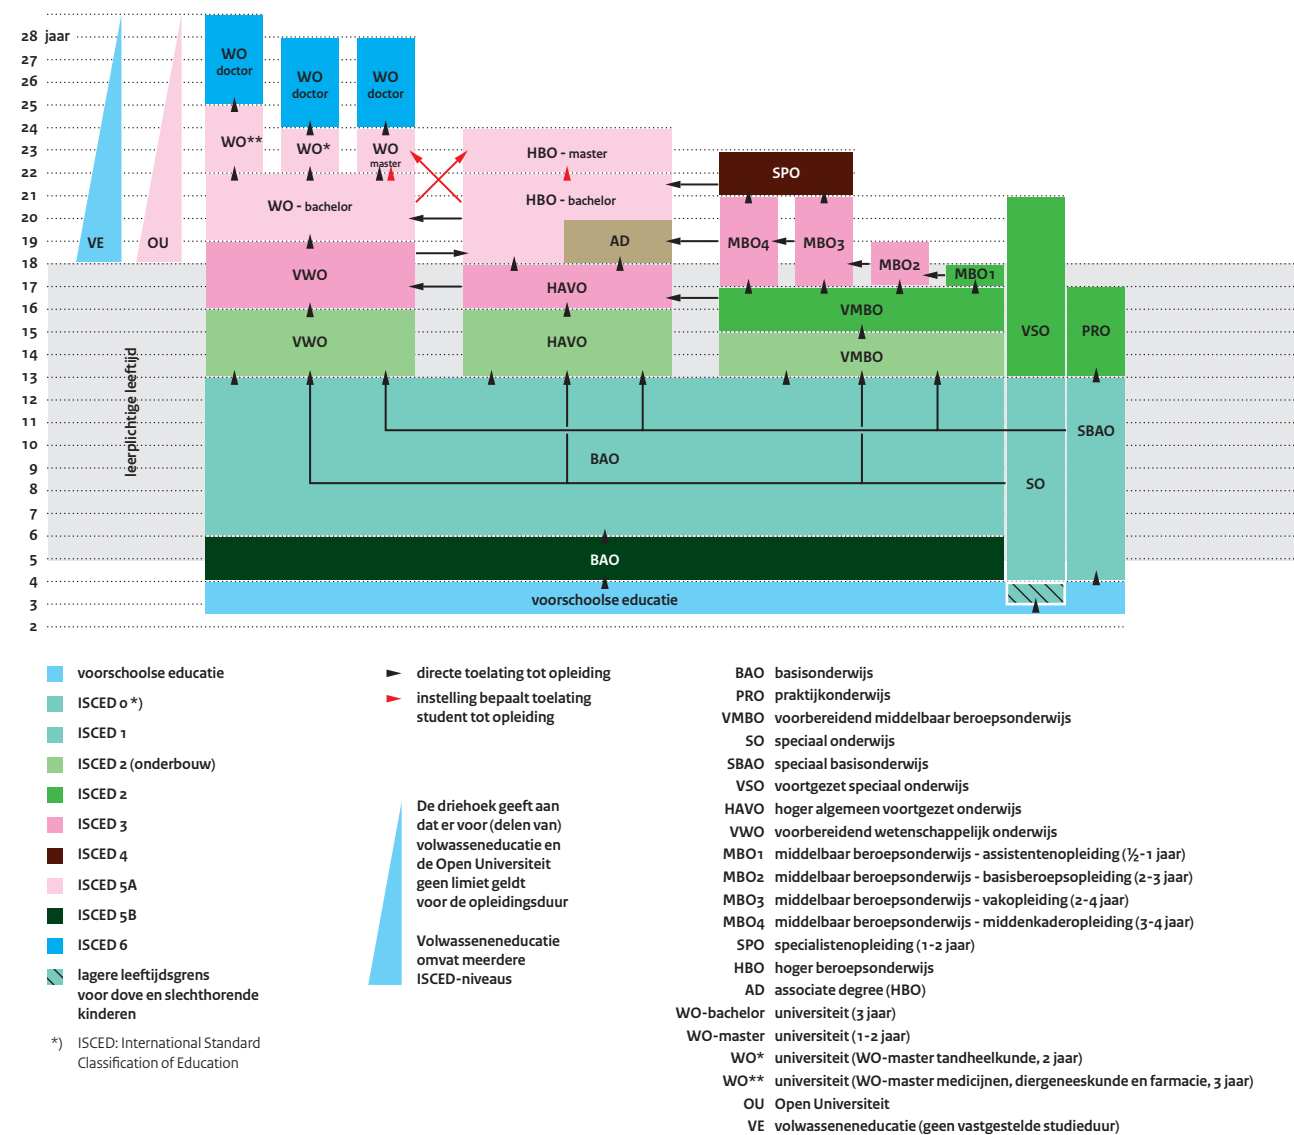 28 jaar
27
26
25
24
23
22
21
20
19
18
17
16
15
14
13
12
11
10
9
8
7
6
5
4
3
2
leerplichtige leeftijd
VE
OU
WO
doctor
WO
doctor
WO
doctor
WO**
WO*
WO
master
HBO - master
WO - bachelor
HBO - bachelor
SPO
AD
MBO4
MBO3
MBO2
MBO1
VWO
HAVO
VMBO
VWO
HAVO
VMBO
VSO
PRO
BAO
SBAO
SO
BAO
voorschoolse educatie
voorschoolse educatie
ISCED 0 *)
ISCED 1
ISCED 2 (onderbouw)
ISCED 2
ISCED 3
ISCED 4
ISCED 5A
ISCED 5B
ISCED 6
lagere leeftijdsgrens
voor dove en slechthorende
kinderen
*) ISCED: International Standard
Classification of Education
directe toelating tot opleiding
instelling bepaalt toelating
student tot opleiding
De driehoek geeft aan
dat er voor (delen van)
volwasseneducatie en
de Open Universiteit
geen limiet geldt
voor de opleidingsduur
Volwasseneneducatie
omvat meerdere
ISCED-niveaus
BAO basisonderwijs
PRO praktijkonderwijs
VMBO voorbereidend middelbaar beroepsonderwijs
SO speciaal onderwijs
SBAO speciaal basisonderwijs
VSO voortgezet speciaal onderwijs
HAVO hoger algemeen voortgezet onderwijs
VWO voorbereidend wetenschappelijk onderwijs
MBO1 middelbaar beroepsonderwijs - assistentenopleiding (½-1 jaar)
MBO2 middelbaar beroepsonderwijs - basisberoepsopleiding (2-3 jaar)
MBO3 middelbaar beroepsonderwijs - vakopleiding (2-4 jaar)
MBO4 middelbaar beroepsonderwijs - middenkaderopleiding (3-4 jaar)
SPO specialistenopleiding (1-2 jaar)
HBO hoger beroepsonderwijs
AD associate degree (HBO)
WO-bachelor universiteit (3 jaar)
WO-master universiteit (1-2 jaar)
WO* universiteit (WO-master tandheelkunde, 2 jaar)
WO** universiteit (WO-master medicijnen, diergeneeskunde en farmacie, 3 jaar)
OU Open Universiteit
VE volwasseneneducatie (geen vastgestelde studieduur)